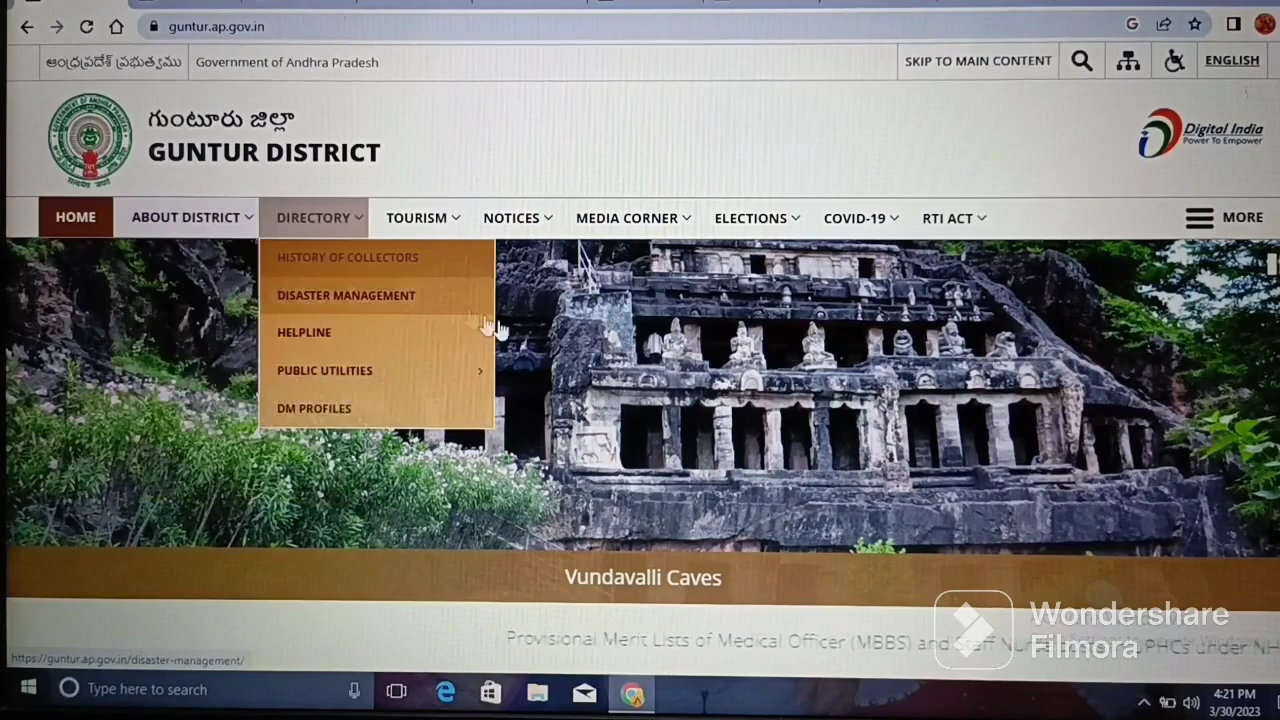 guntur.ap.gov.in
ఆంధ్రప్రదేశ్ ప్రభుత్వము
Government of Andhra Pradesh
SKIP TO MAIN CONTENT
ENGLISH
గుంటూరు జిల్లా
GUNTUR DISTRICT
Digital India
Power To Empower
HOME
ABOUT DISTRICT
DIRECTORY
TOURISM
NOTICES
MEDIA CORNER
ELECTIONS
COVID-19
RTI ACT
MORE
HISTORY OF COLLECTORS
DISASTER MANAGEMENT
HELPLINE
PUBLIC UTILITIES
DM PROFILES
Vundavalli Caves
Wondershare
Filmora
Provisional Merit Lists of Medical Officer (MBBS) and Staff UPHCs under
https://guntur.ap.gov.in/disaster-management/
Type here to search
4:21 PM
3/30/2023